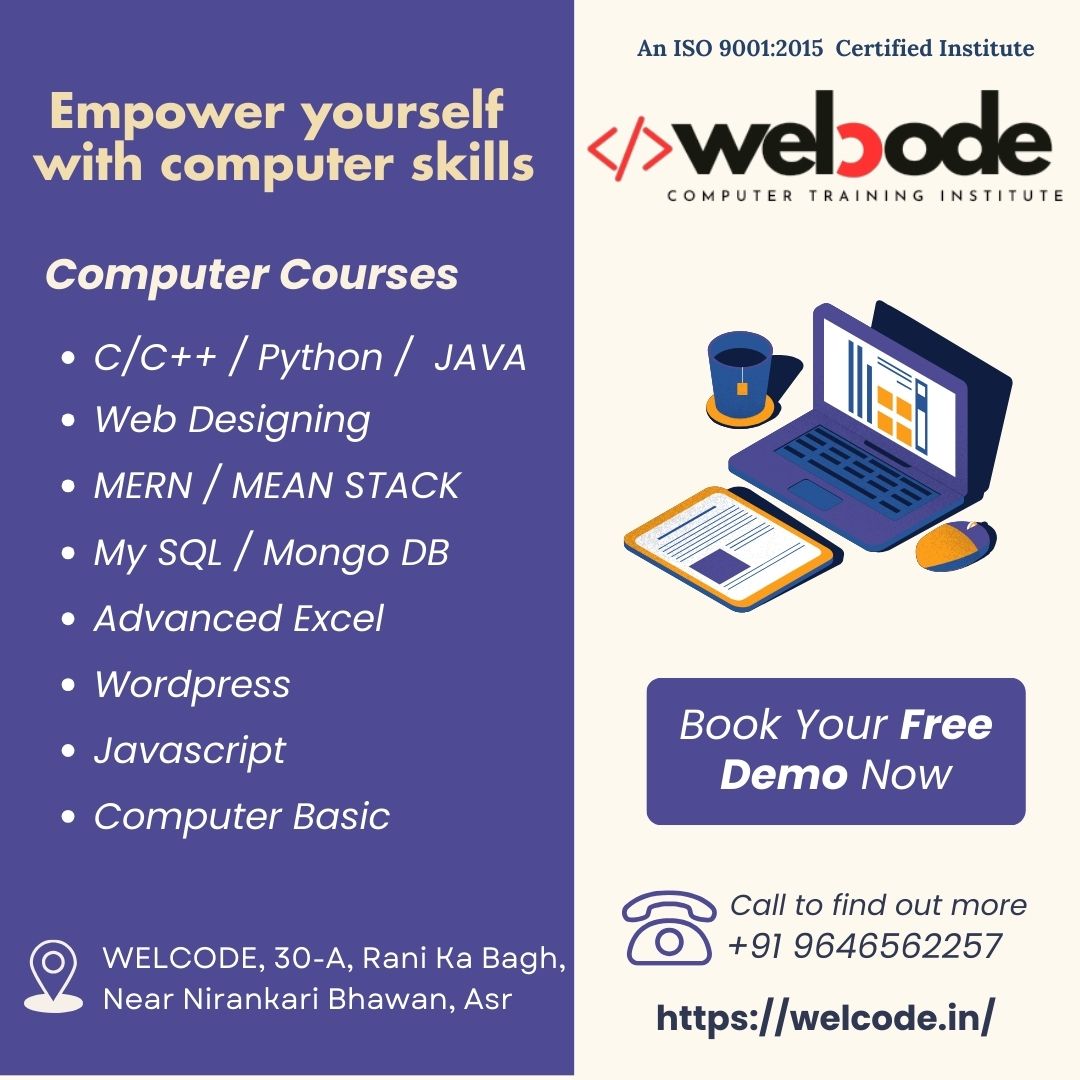 Empower yourself
with computer skills
Computer Courses
• C/C++ / Python / JAVA
• Web Designing
• MERN / MEAN STACK
• My SQL / Mongo DB
• Advanced Excel
• Wordpress
• Javascript
• Computer Basic
WELCODE, 30-A, Rani Ka Bagh,
Near Nirankari Bhawan, Asr
An ISO 9001:2015 Certified Institute
</>welcode
COMPUTER TRAINING INSTITUTE
Book Your Free
Demo Now
Call to find out more
+91 9646562257
https://welcode.in/